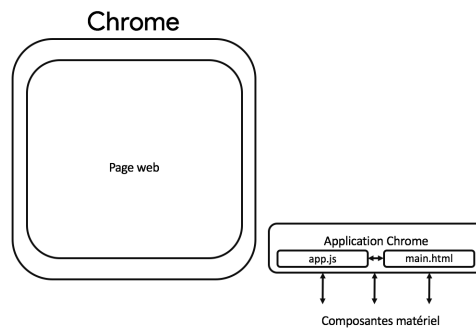 Chrome
Page web
Application Chrome
app.js
main.html
Composantes matériel